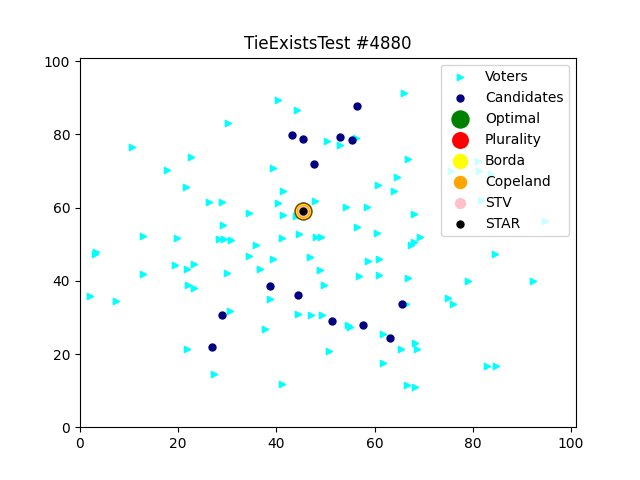 TieExistsTest #4880
Voters
Candidates
Optimal
Plurality
Borda
Copeland
STV
STAR
100
80
60
40
20
0
0 20 40 60 80 100